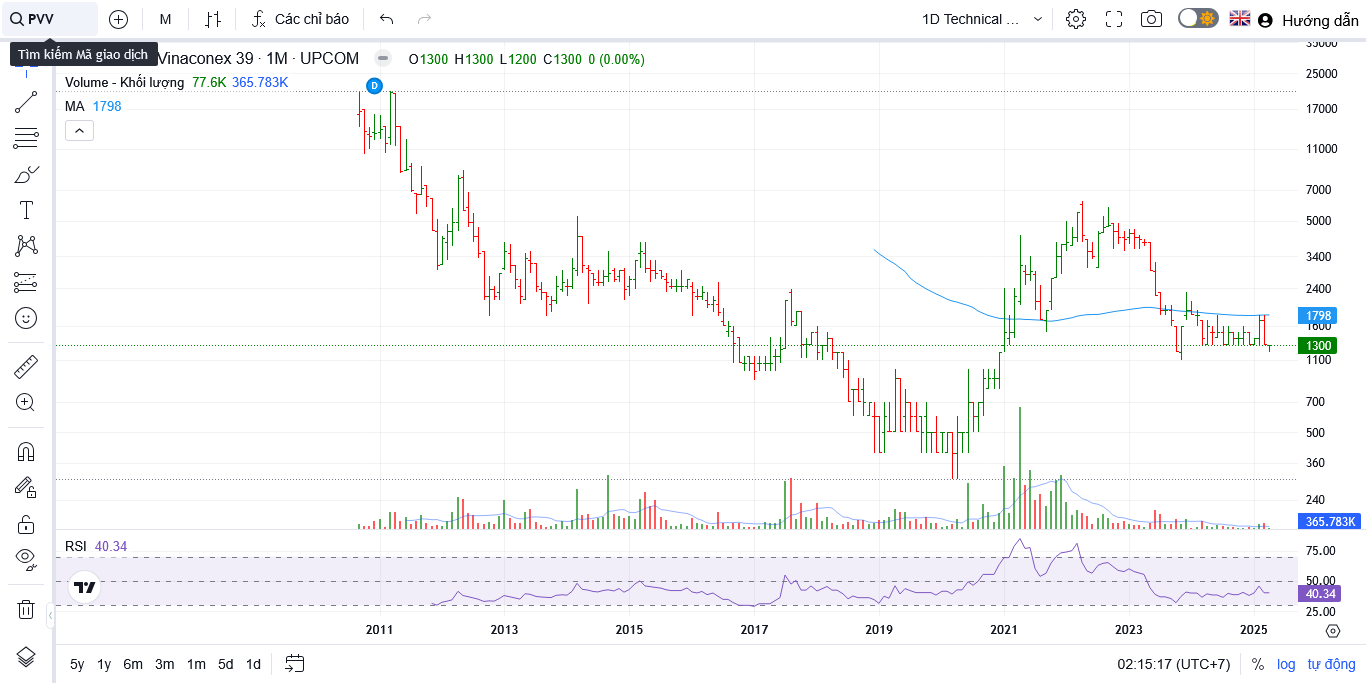 PVV
M
Các chỉ báo
1D Technical ...
Hướng dẫn
Tìm kiếm Mã giao dịch
Vinaconex 39 · 1M · UPCOM
O1300 H1300 L1200 C1300 0 (0.00%)
Volume - Khối lượng 77.6K 365.783K
MA 1798
D
35000
25000
17000
11000
7000
5000
3400
2400
1798
1600
1300
1100
700
500
360
240
365.783K
RSI 40.34
75.00
50.00
40.34
25.00
2011 2013 2015 2017 2019 2021 2023 2025
5y 1y 6m 3m 1m 5d 1d
02:15:17 (UTC+7) % log tự động